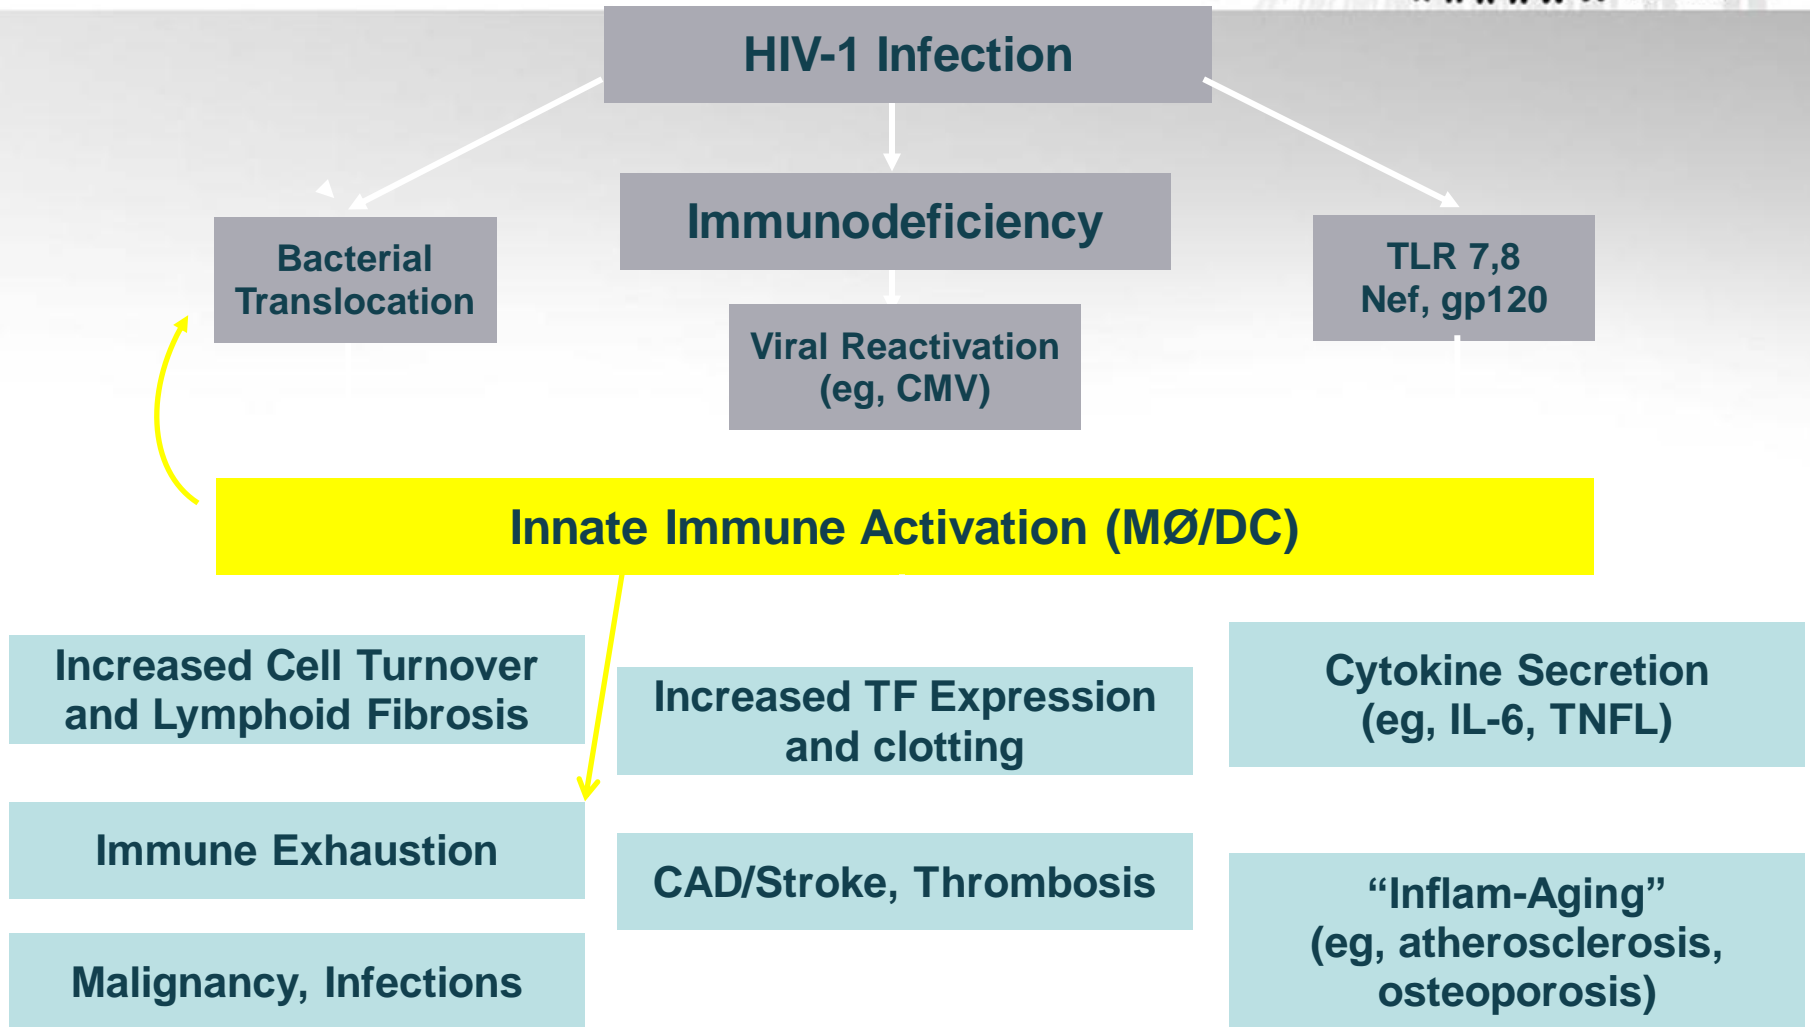 HIV-1 Infection
Immunodeficiency
Bacterial
Translocation
TLR 7,8
Nef, gp120
Viral Reactivation
(eg, CMV)
Innate Immune Activation (MØ/DC)
Increased Cell Turnover
and Lymphoid Fibrosis
Increased TF Expression
and clotting
Cytokine Secretion
(eg, IL-6, TNFL)
Immune Exhaustion
CAD/Stroke, Thrombosis
“Inflam-Aging”
(eg, atherosclerosis,
osteoporosis)
Malignancy, Infections